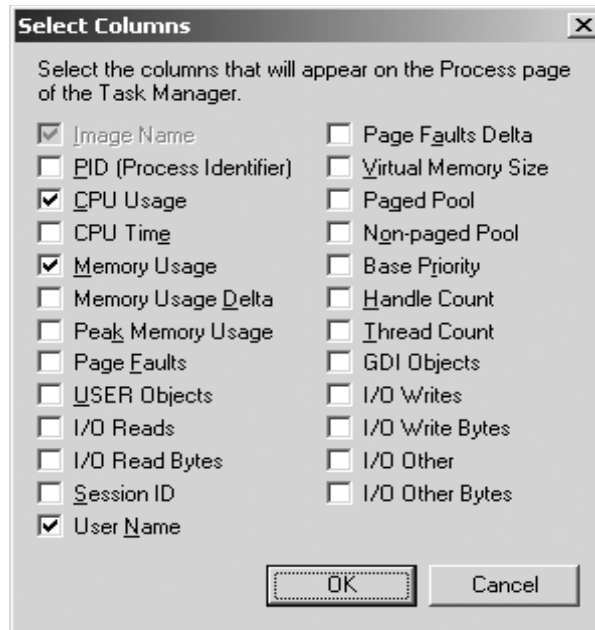 Select Columns
Select the columns that will appear on the Process page
of the Task Manager.
Image Name
PID (Process Identifier)
CPU Usage
CPU Time
Memory Usage
Memory Usage Delta
Peak Memory Usage
Page Faults
USER Objects
I/O Reads
I/O Read Bytes
Session ID
User Name
Page Faults Delta
Virtual Memory Size
Paged Pool
Non-paged Pool
Base Priority
Handle Count
Thread Count
GDI Objects
I/O Writes
I/O Write Bytes
I/O Other
I/O Other Bytes
OK
Cancel